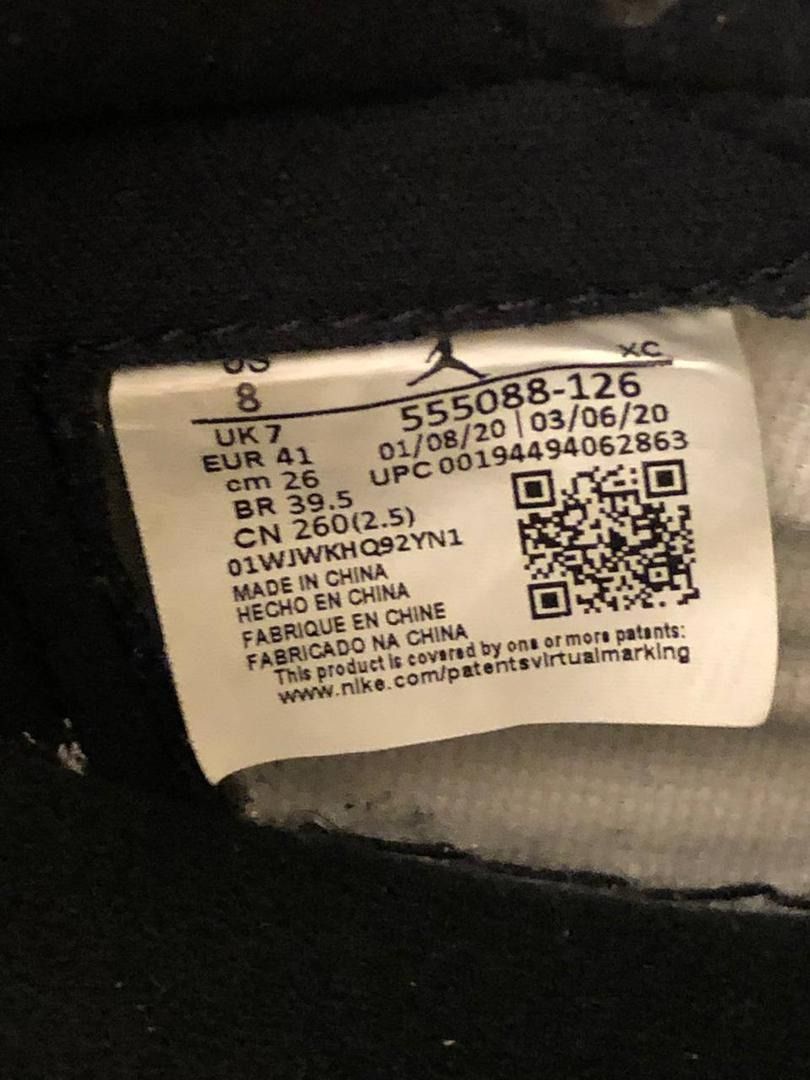 US
XC
8
555088-126
UK 7
01/08/20 | 03/06/20
EUR 41
UPC 00194494062863
cm 26
BR 39.5
CN 260(2.5)
01WJWKHQ92YN1
MADE IN CHINA
HECHO EN CHINA
FABRIQUE EN CHINE
FABRICADO NA CHINA
This product is covered by one or more patents:
www.nike.com/patentsvirtualmarking